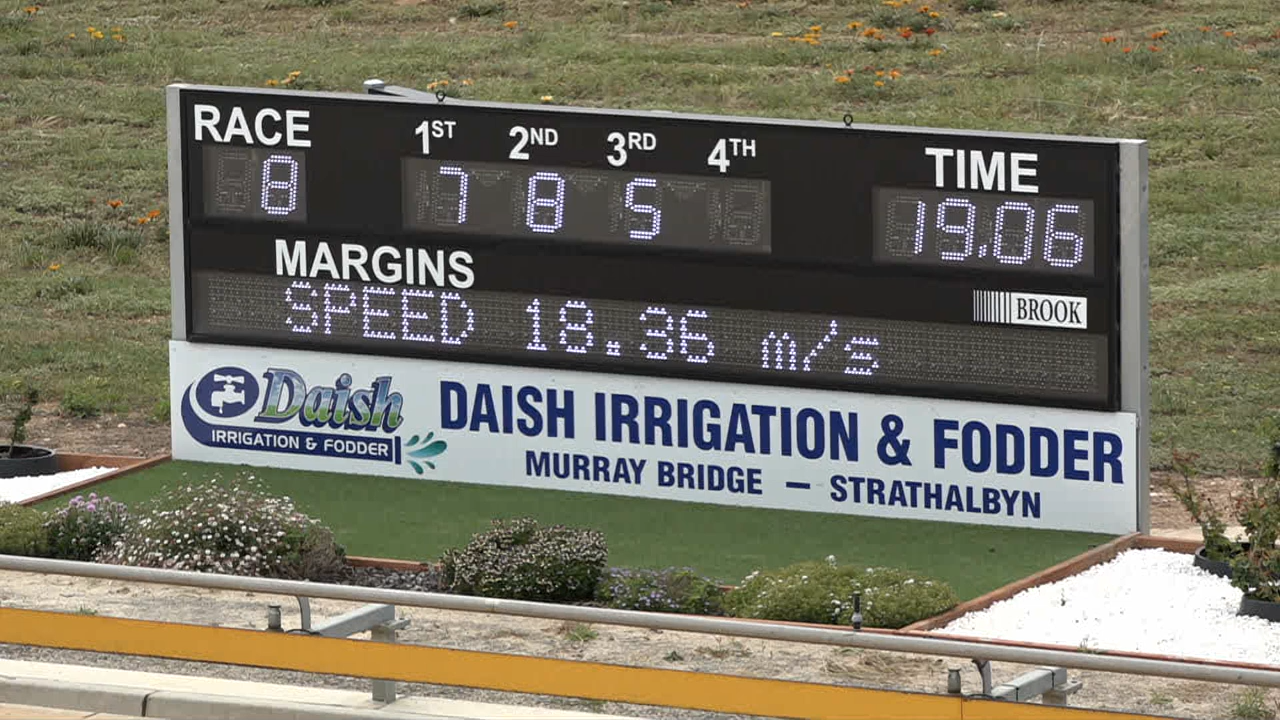 RACE 1ST 2ND 3RD 4TH TIME
8 7 8 5 19.06
MARGINS
BROOK
SPEED 18.36 m/s
Daish
IRRIGATION & FODDER
DAISH IRRIGATION & FODDER
MURRAY BRIDGE — STRATHALBYN